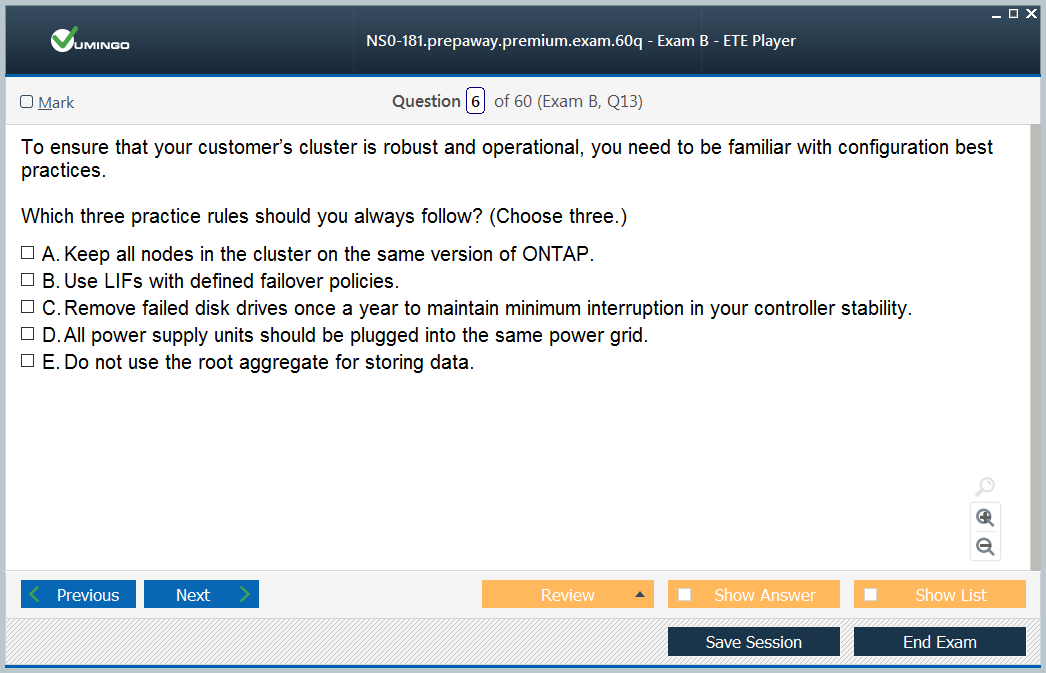 VUMINGO
NS0-181.prepaway.premium.exam.60q - Exam B - ETE Player
Mark
Question 6 of 60 (Exam B, Q13)
To ensure that your customer’s cluster is robust and operational, you need to be familiar with configuration best
practices.
Which three practice rules should you always follow? (Choose three.)
A. Keep all nodes in the cluster on the same version of ONTAP.
B. Use LIFs with defined failover policies.
C. Remove failed disk drives once a year to maintain minimum interruption in your controller stability.
D. All power supply units should be plugged into the same power grid.
E. Do not use the root aggregate for storing data.
Previous Next Review Show Answer Show List
Save Session End Exam